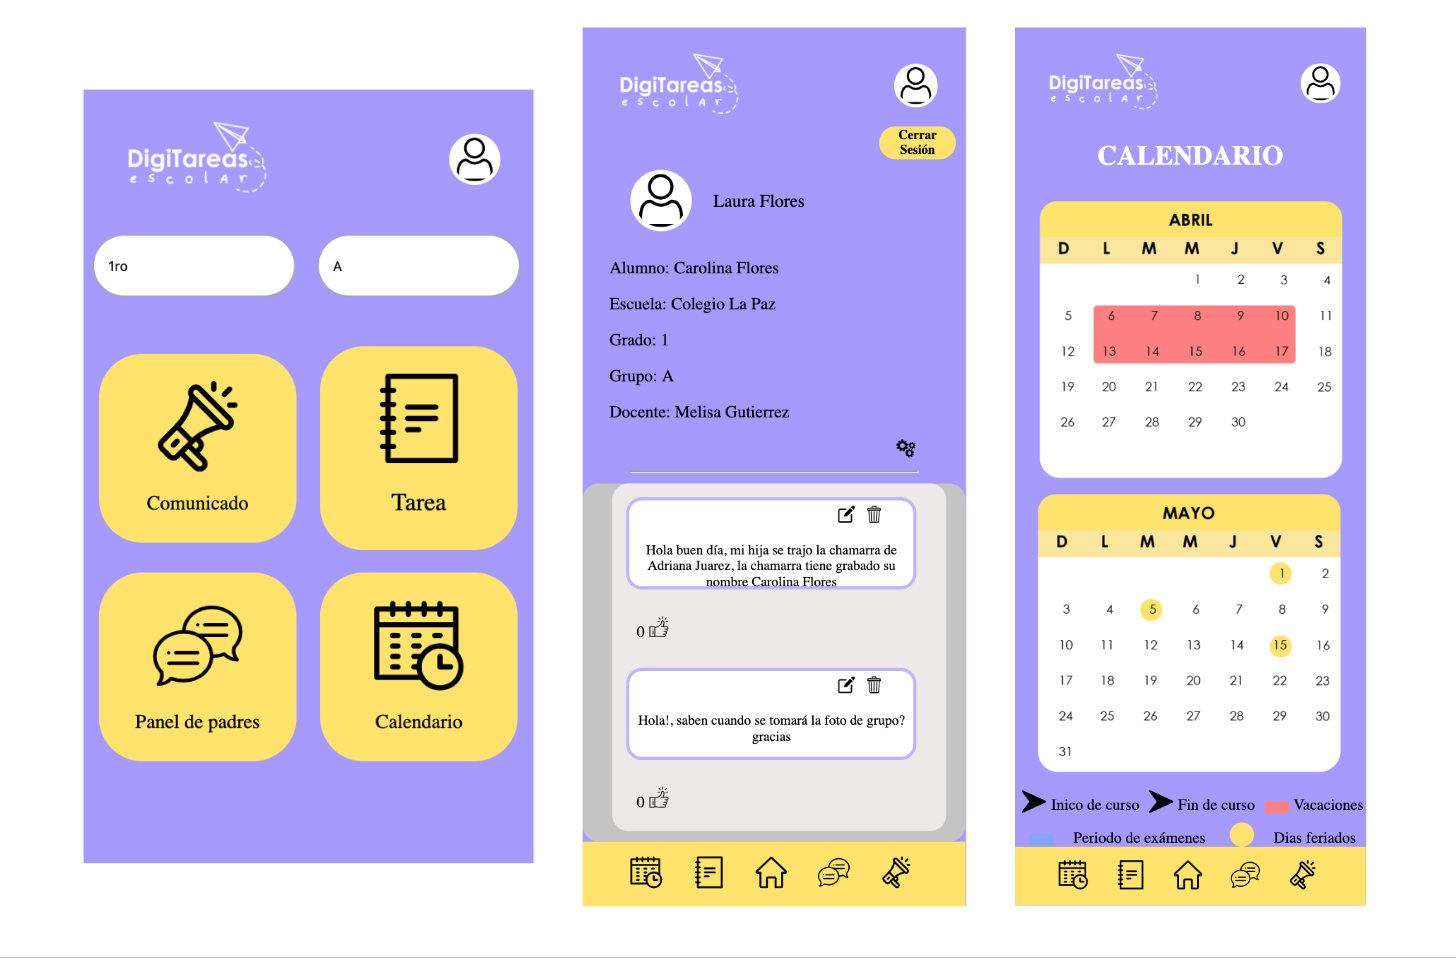 DigiTareas
escolAr
1ro
A
Comunicado
Tarea
Panel de padres
Calendario
DigiTareas
escolAr
Cerrar
Sesión
Laura Flores
Alumno: Carolina Flores
Escuela: Colegio La Paz
Grado: 1
Grupo: A
Docente: Melisa Gutierrez
Hola buen día, mi hija se trajo la chamarra de
Adriana Juarez, la chamarra tiene grabado su
nombre Carolina Flores
0
Hola!, saben cuando se tomará la foto de grupo?
gracias
0
DigiTareas
escolAr
CALENDARIO
ABRIL
D L M M J V S
1 2 3 4
5 6 7 8 9 10 11
12 13 14 15 16 17 18
19 20 21 22 23 24 25
26 27 28 29 30
MAYO
D L M M J V S
1 2
3 4 5 6 7 8 9
10 11 12 13 14 15 16
17 18 19 20 21 22 23
24 25 26 27 28 29 30
31
Inico de curso Fin de curso Vacaciones
Periodo de exámenes Dias feriados